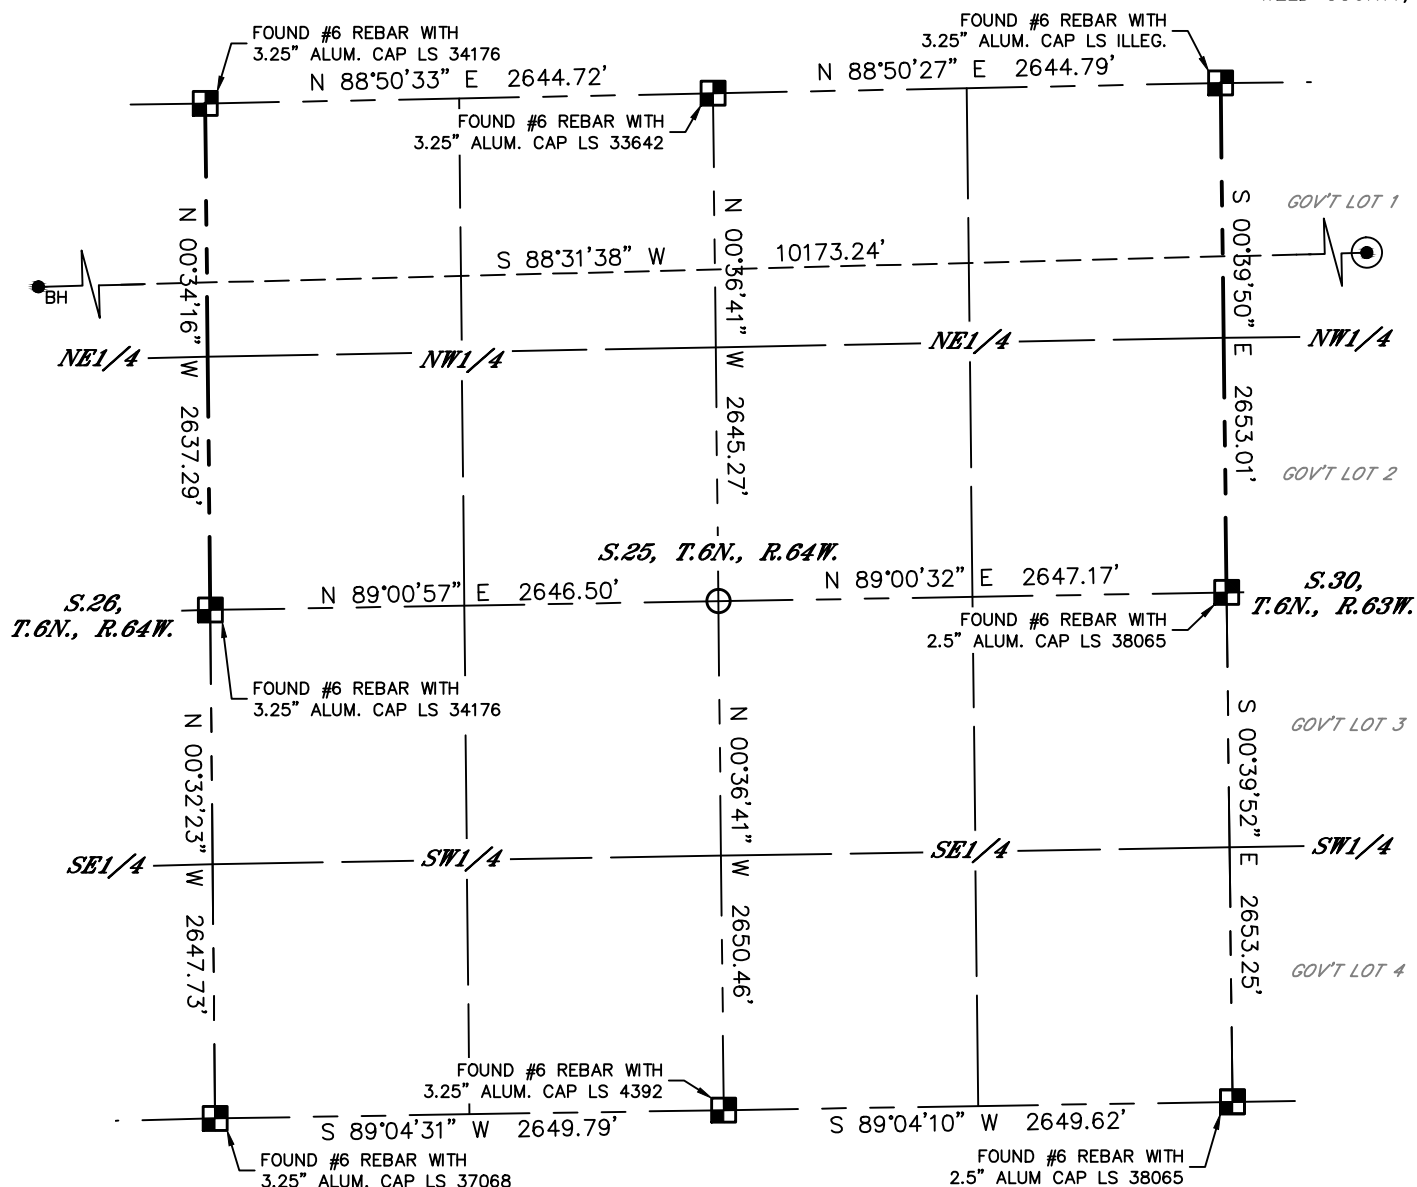 FOUND #6 REBAR WITH
3.25" ALUM. CAP LS 34176
N 88°50'33" E 2644.72'
FOUND #6 REBAR WITH
3.25" ALUM. CAP LS ILLEG.
N 88°50'27" E 2644.79'
FOUND #6 REBAR WITH
3.25" ALUM. CAP LS 33642
N 00°34'16" W 2637.29'
N 00°36'41" W 2645.27'
S 00°39'50" E 2653.01'
GOV'T LOT 1
S 88°31'38" W 10173.24'
BH
NE1/4
NW1/4
NE1/4
NW1/4
GOV'T LOT 2
S.25, T.6N., R.64W.
S.26,
T.6N., R.64W.
N 89°00'57" E 2646.50'
N 89°00'32" E 2647.17'
S.30,
T.6N., R.63W.
FOUND #6 REBAR WITH
2.5" ALUM. CAP LS 38065
FOUND #6 REBAR WITH
3.25" ALUM. CAP LS 34176
N 00°32'23" W 2647.73'
N 00°36'41" W 2650.46'
S 00°39'52" E 2653.25'
GOV'T LOT 3
SE1/4
SW1/4
SE1/4
SW1/4
GOV'T LOT 4
FOUND #6 REBAR WITH
3.25" ALUM. CAP LS 4392
S 89°04'31" W 2649.79'
S 89°04'10" W 2649.62'
FOUND #6 REBAR WITH
3.25" ALUM. CAP LS 37068
FOUND #6 REBAR WITH
2.5" ALUM CAP LS 38065